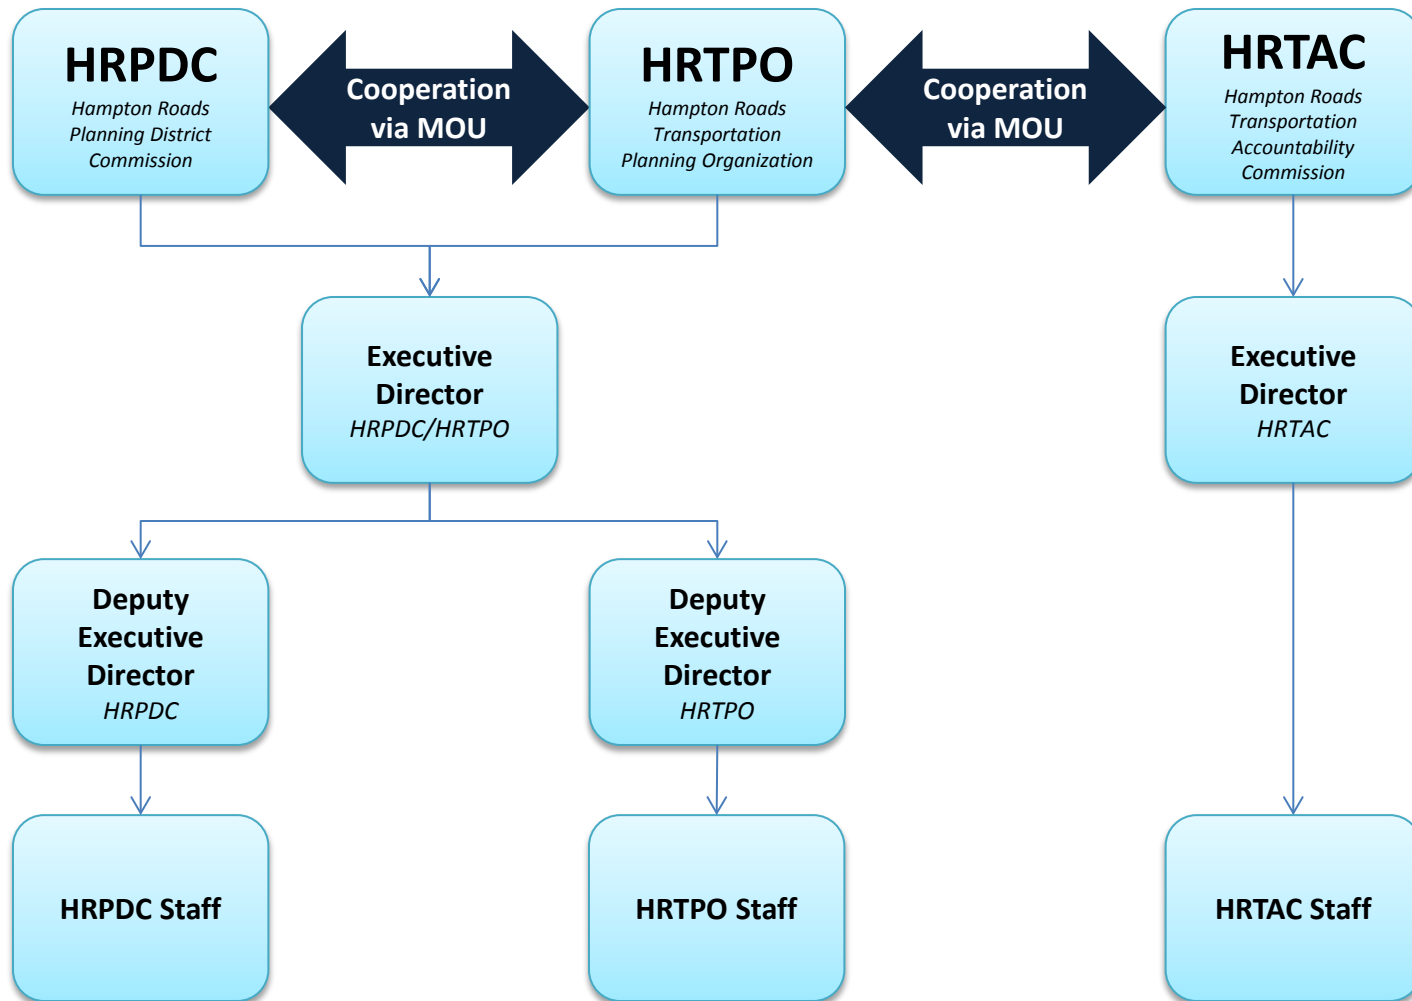 HRPDC
Hampton Roads
Planning District
Commission
Cooperation
via MOU
HRTPO
Hampton Roads
Transportation
Planning Organization
Cooperation
via MOU
HRTAC
Hampton Roads
Transportation
Accountability
Commission
Executive
Director
HRPDC/HRTPO
Executive
Director
HRTAC
Deputy
Executive
Director
HRPDC
Deputy
Executive
Director
HRTPO
HRPDC Staff
HRTPO Staff
HRTAC Staff